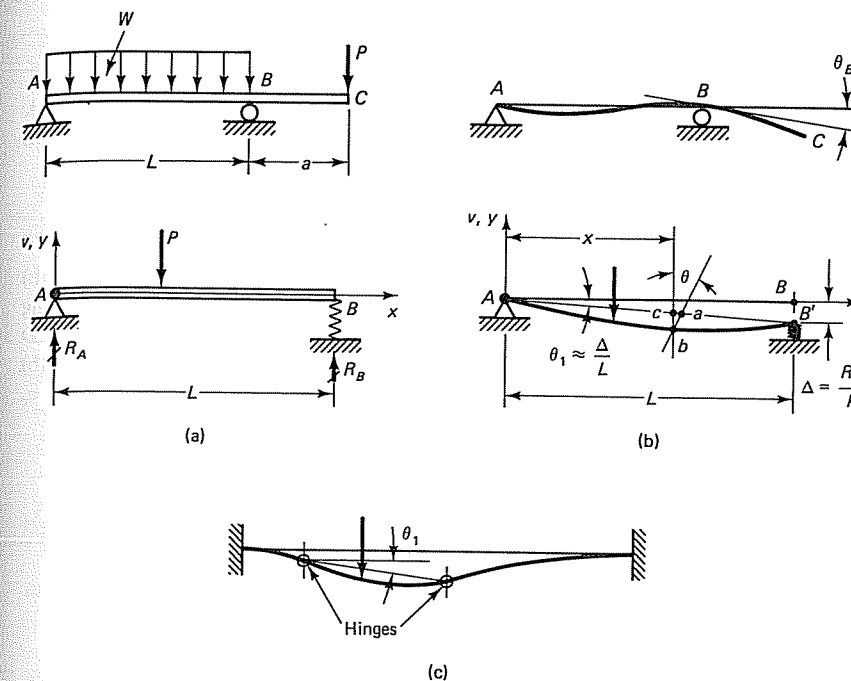 W
P
A
B
C
L
a
A
B
θB
C
v, y
P
A
B
x
RA
RB
L
(a)
v, y
x
θ
A
B
c
a
B'
b
θ1 ≈ Δ/L
L
Δ =
(b)
θ1
Hinges
(c)